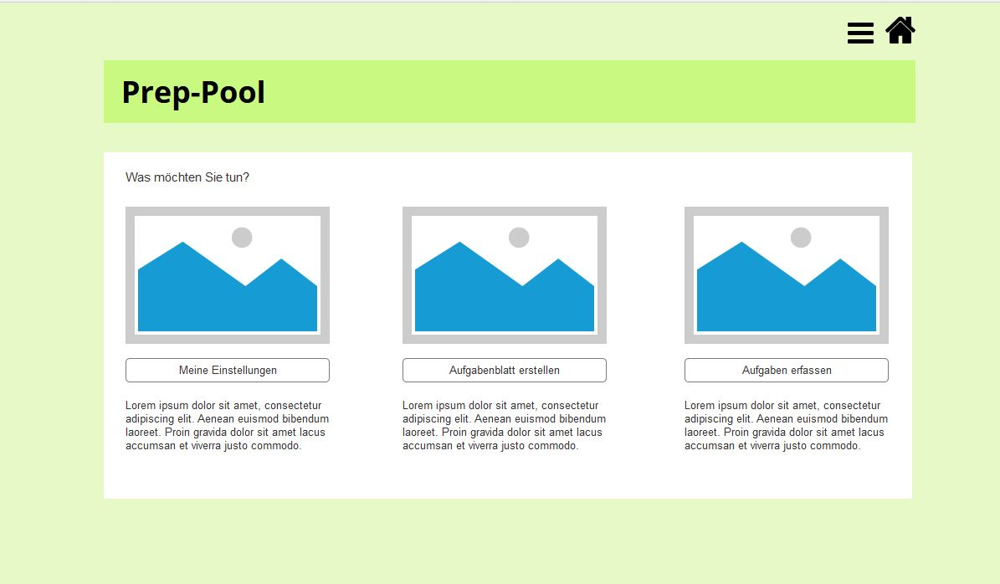 Prep-Pool
Was möchten Sie tun?
Meine Einstellungen
Lorem ipsum dolor sit amet, consectetur
adipiscing elit. Aenean euismod bibendum
laoreet. Proin gravida dolor sit amet lacus
accumsan et viverra justo commodo.
Aufgabenblatt erstellen
Lorem ipsum dolor sit amet, consectetur
adipiscing elit. Aenean euismod bibendum
laoreet. Proin gravida dolor sit amet lacus
accumsan et viverra justo commodo.
Aufgaben erfassen
Lorem ipsum dolor sit amet, consectetur
adipiscing elit. Aenean euismod bibendum
laoreet. Proin gravida dolor sit amet lacus
accumsan et viverra justo commodo.